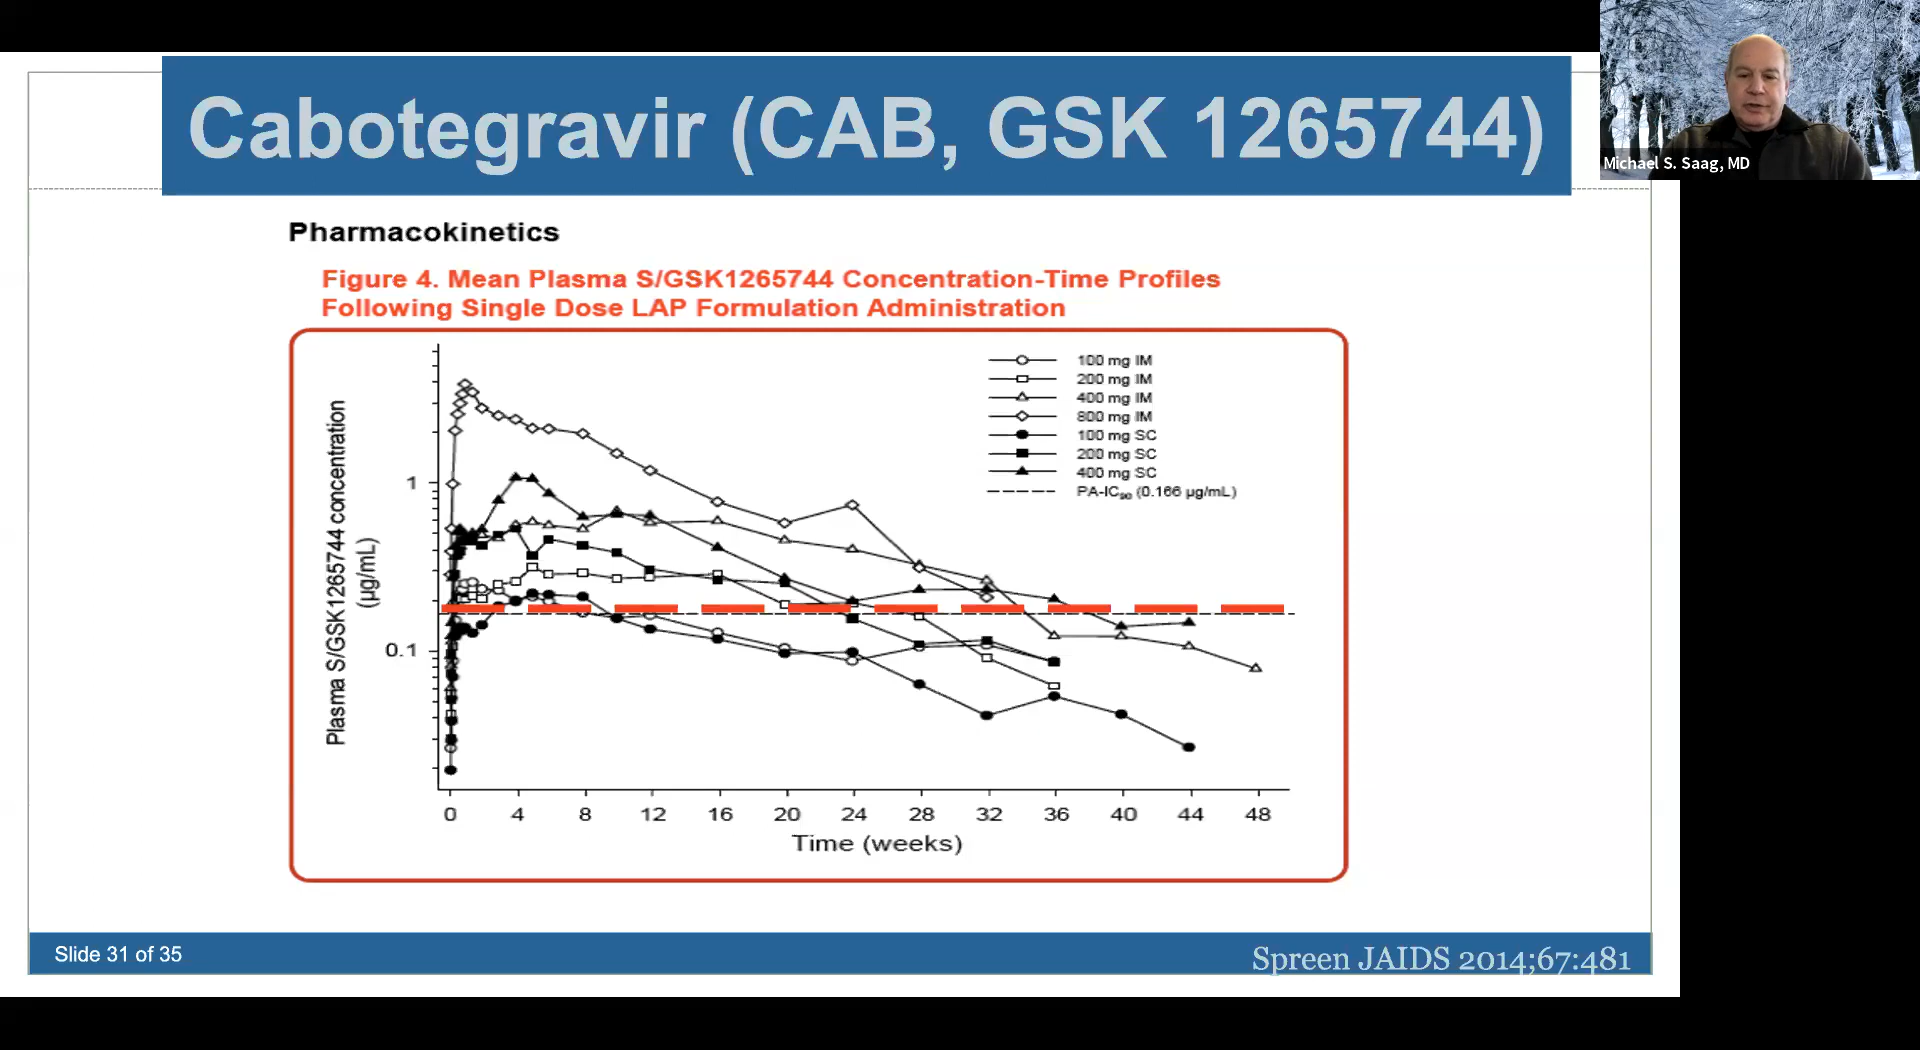 Cabotegravir (CAB, GSK 1265744)
Michael S. Saag, MD
Pharmacokinetics
Figure 4. Mean Plasma S/GSK1265744 Concentration-Time Profiles
Following Single Dose LAP Formulation Administration
100 mg IM
200 mg IM
400 mg IM
800 mg IM
100 mg SC
200 mg SC
400 mg SC
PA-IC₉₀ (0.166 µg/mL)
Plasma S/GSK1265744 concentration
(µg/mL)
1
0.1
0 4 8 12 16 20 24 28 32 36 40 44 48
Time (weeks)
Slide 31 of 35
Spreen JAIDS 2014;67:481